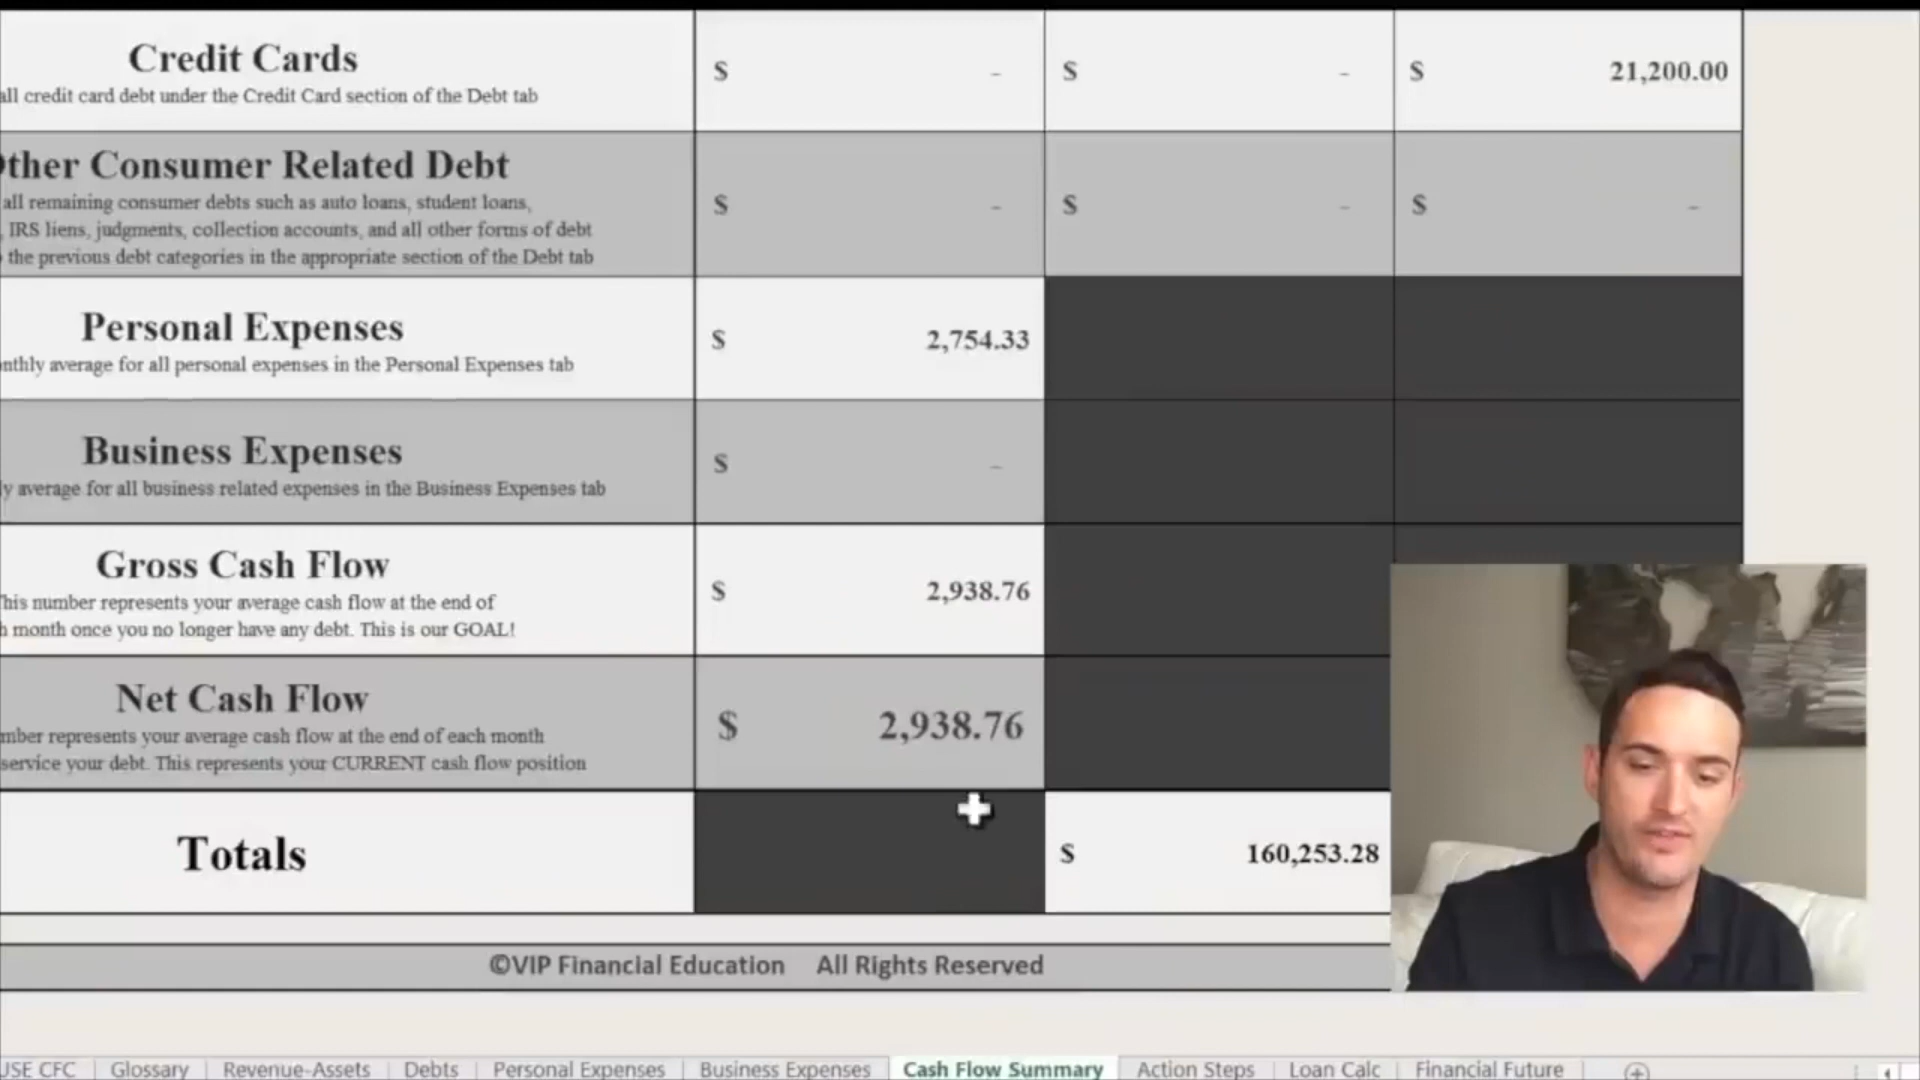 Credit Cards
all credit card debt under the Credit Card section of the Debt tab
$ - $ - $ 21,200.00
Other Consumer Related Debt
all remaining consumer debts such as auto loans, student loans,
, IRS liens, judgments, collection accounts, and all other forms of debt
the previous debt categories in the appropriate section of the Debt tab
$ - $ - $ -
Personal Expenses
nthly average for all personal expenses in the Personal Expenses tab
$ 2,754.33
Business Expenses
ly average for all business related expenses in the Business Expenses tab
$ -
Gross Cash Flow
This number represents your average cash flow at the end of
h month once you no longer have any debt. This is our GOAL!
$ 2,938.76
Net Cash Flow
mber represents your average cash flow at the end of each month
service your debt. This represents your CURRENT cash flow position
$ 2,938.76
Totals
$ 160,253.28
©VIP Financial Education All Rights Reserved
USE CFC Glossary Revenue-Assets Debts Personal Expenses Business Expenses Cash Flow Summary Action Steps Loan Calc Financial Future